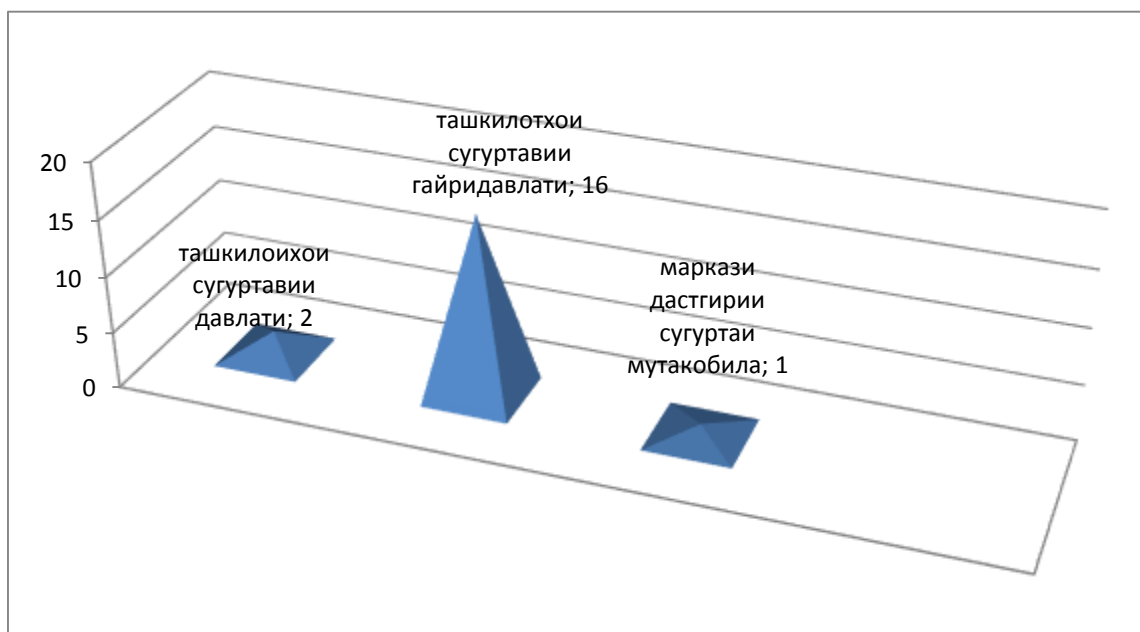 20
15
10
5
0
ташкилоихои
сугуртавии
давлати; 2
ташкилотхои
сугуртавии
гайридавлати; 16
маркази
дастгирии
сугуртаи
мутакобила; 1